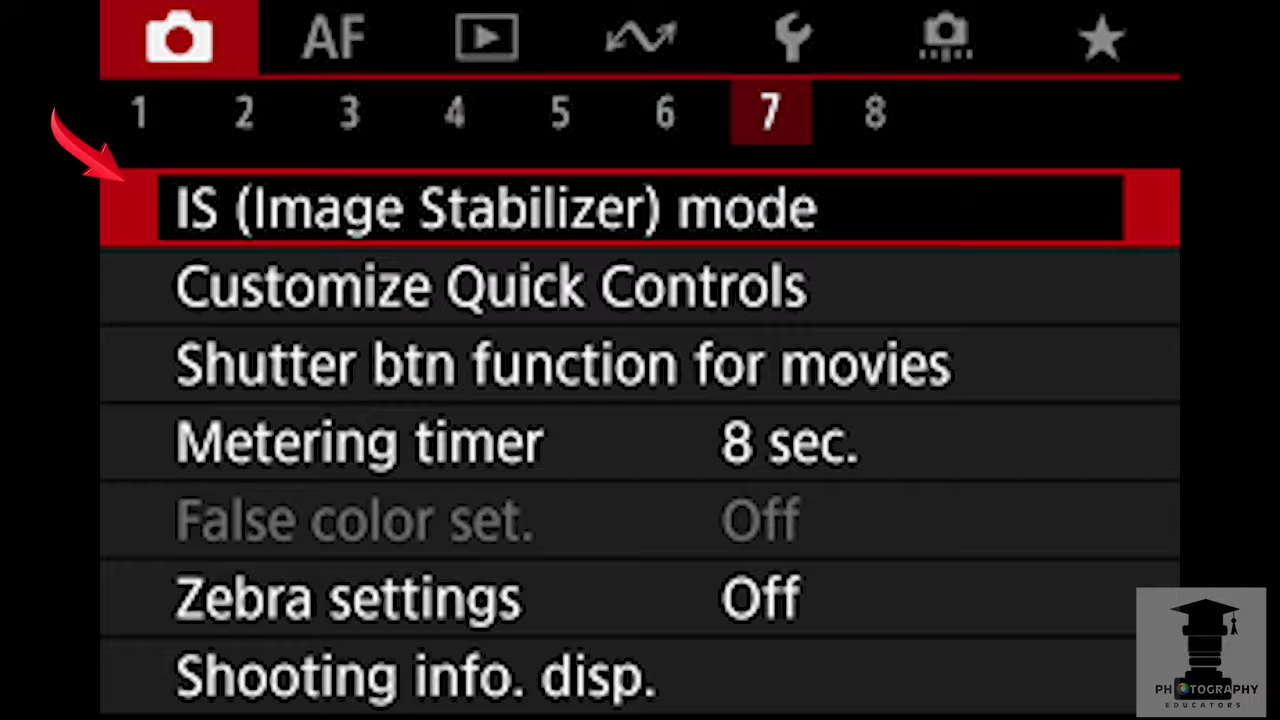 AF
1 2 3 4 5 6 7 8
IS (Image Stabilizer) mode
Customize Quick Controls
Shutter btn function for movies
Metering timer 8 sec.
False color set. Off
Zebra settings Off
Shooting info. disp.
PHOTOGRAPHY
EDUCATORS